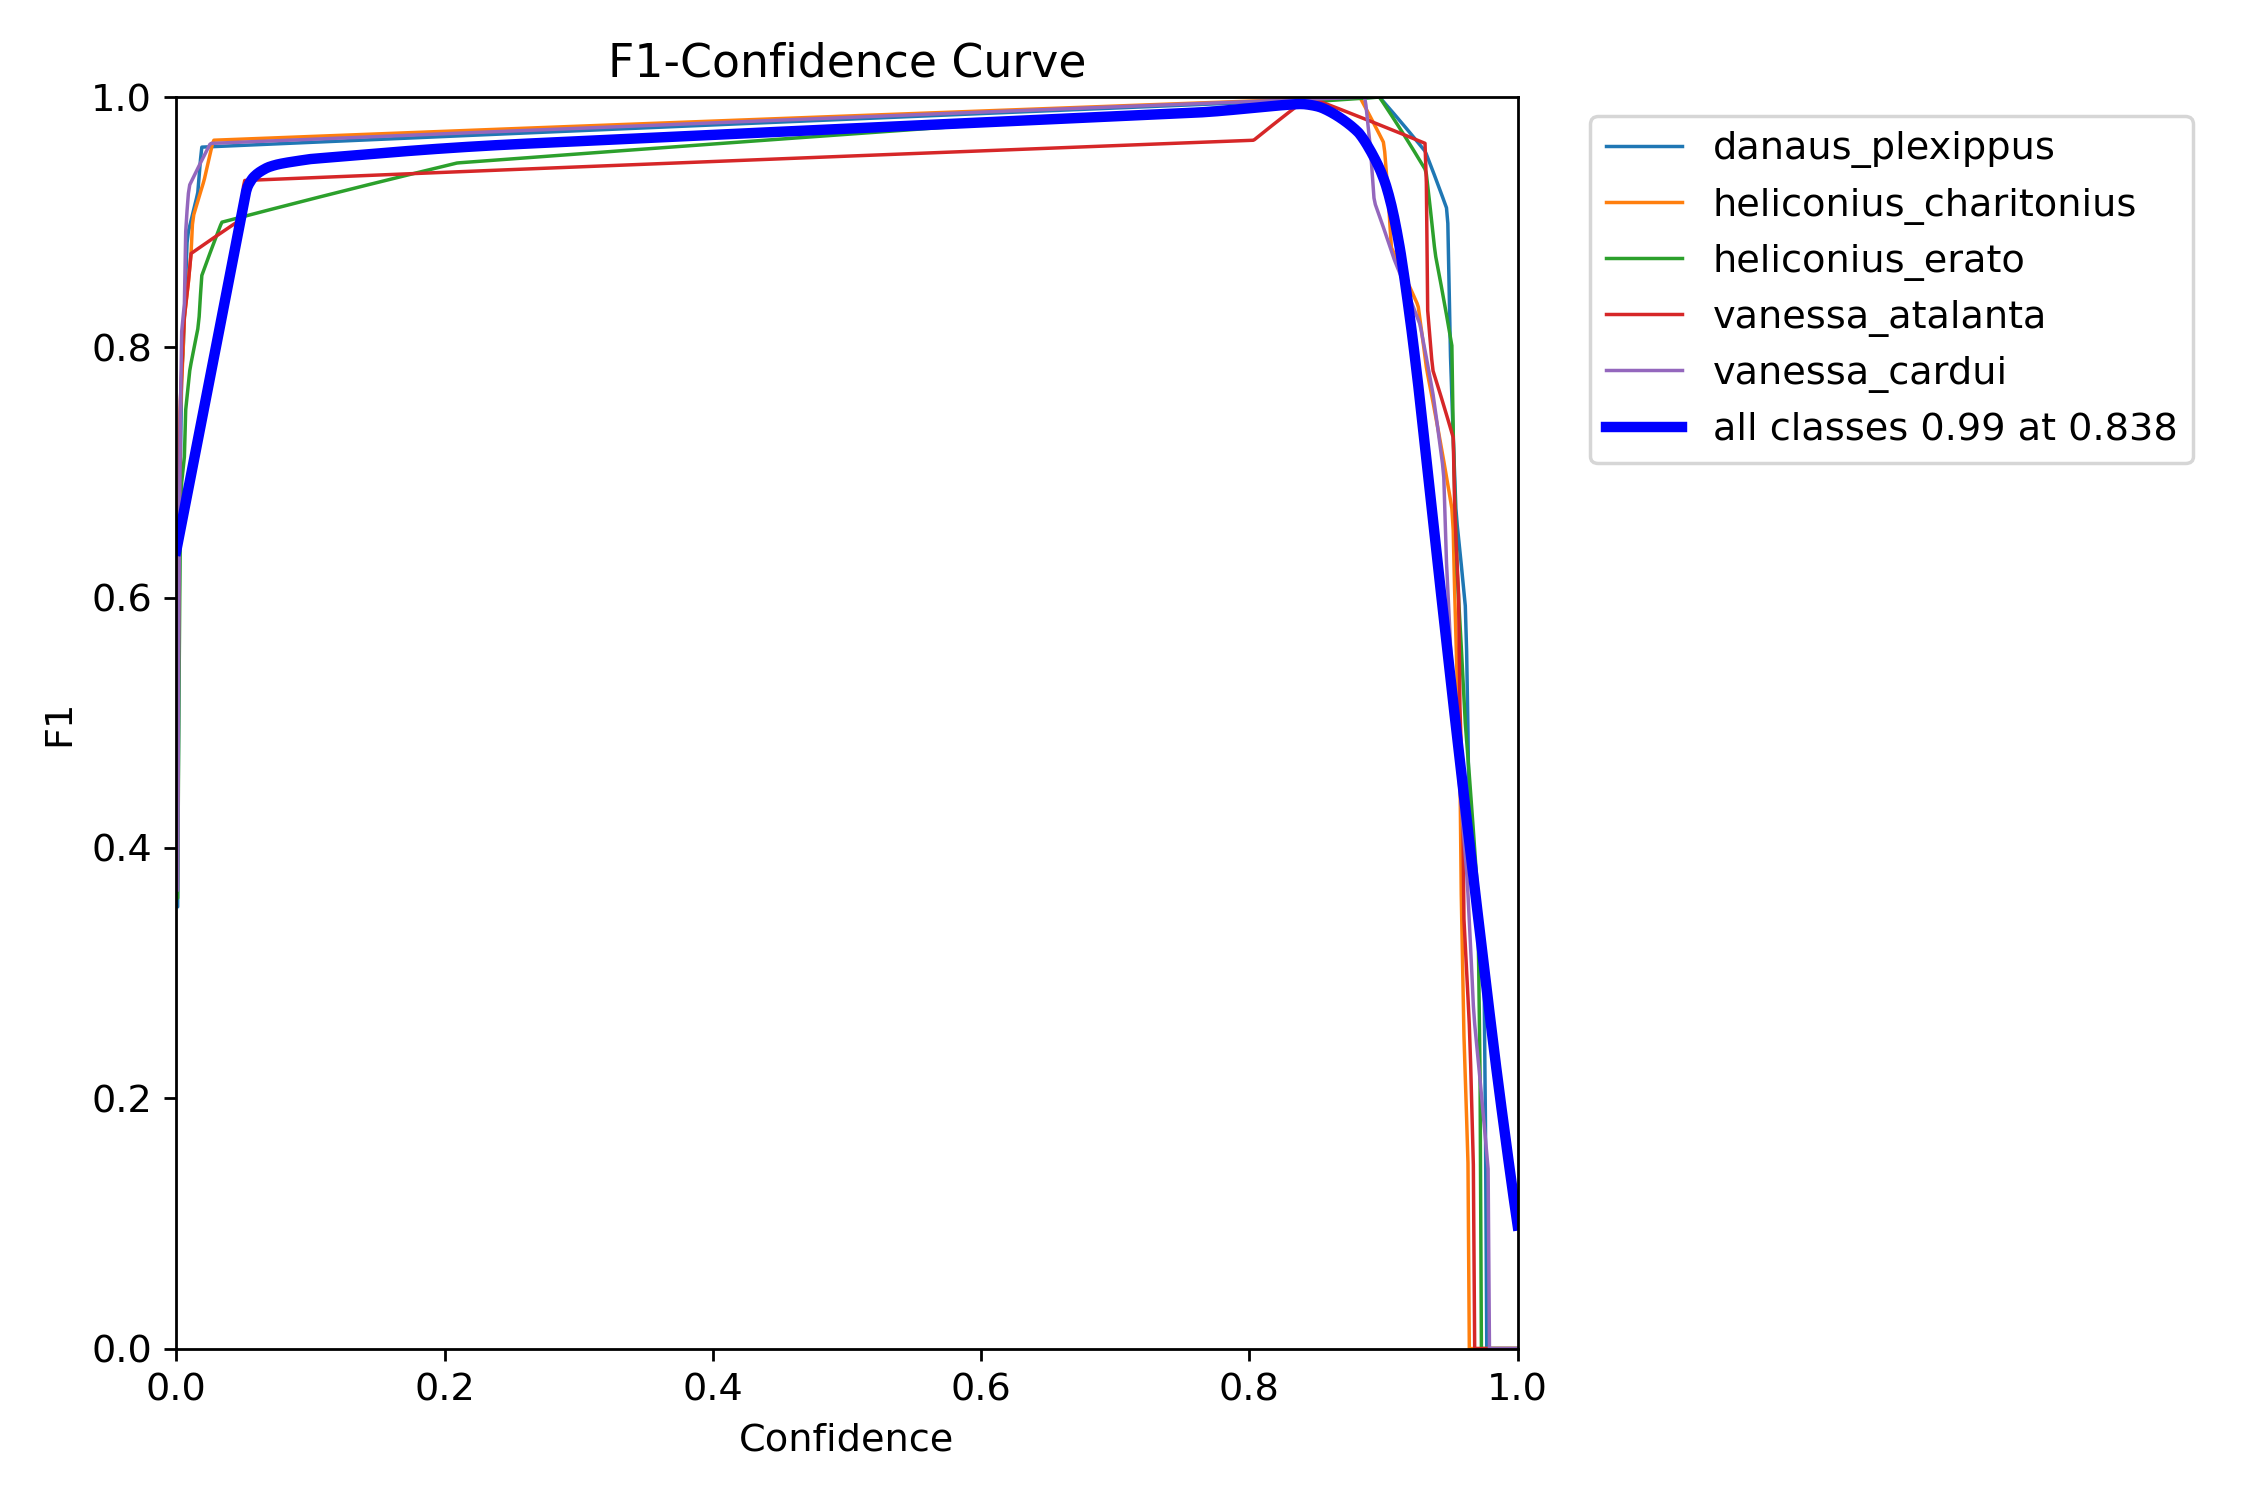 F1-Confidence Curve
1.0
0.8
0.6
0.4
0.2
0.0
F1
0.0 0.2 0.4 0.6 0.8 1.0
Confidence
danaus_plexippus
heliconius_charitonius
heliconius_erato
vanessa_atalanta
vanessa_cardui
all classes 0.99 at 0.838